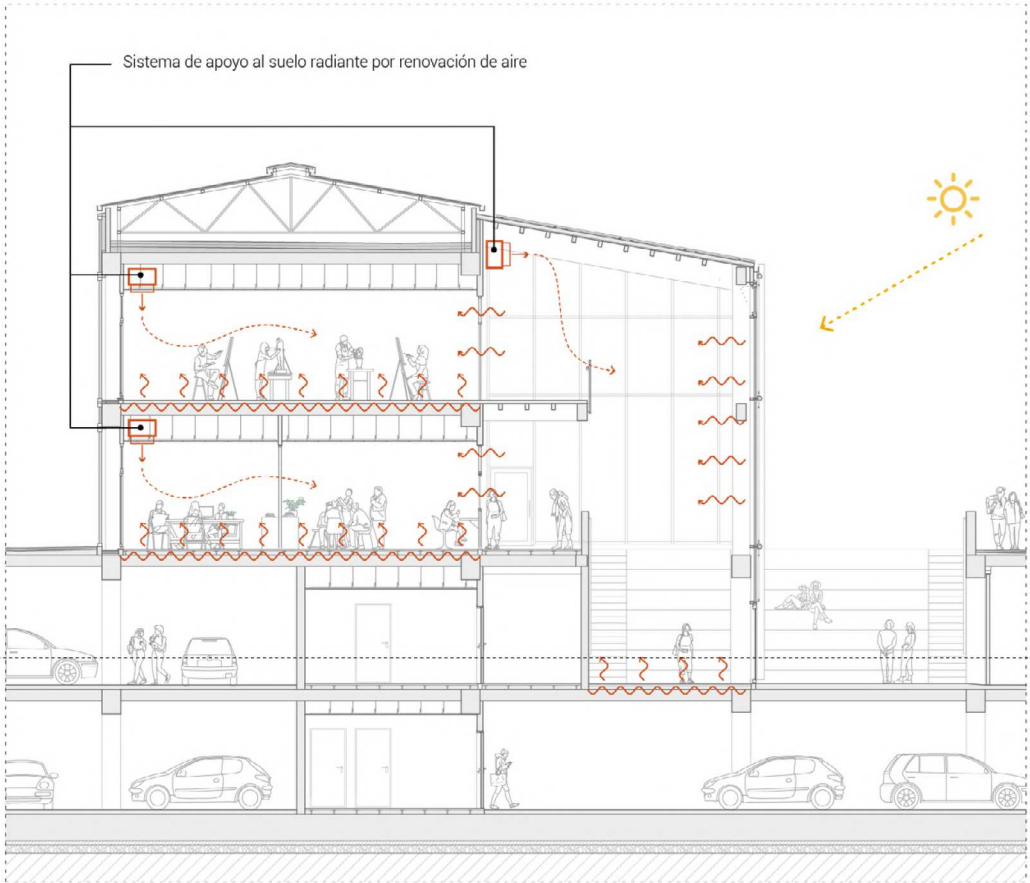 Sistema de apoyo al suelo radiante por renovación de aire